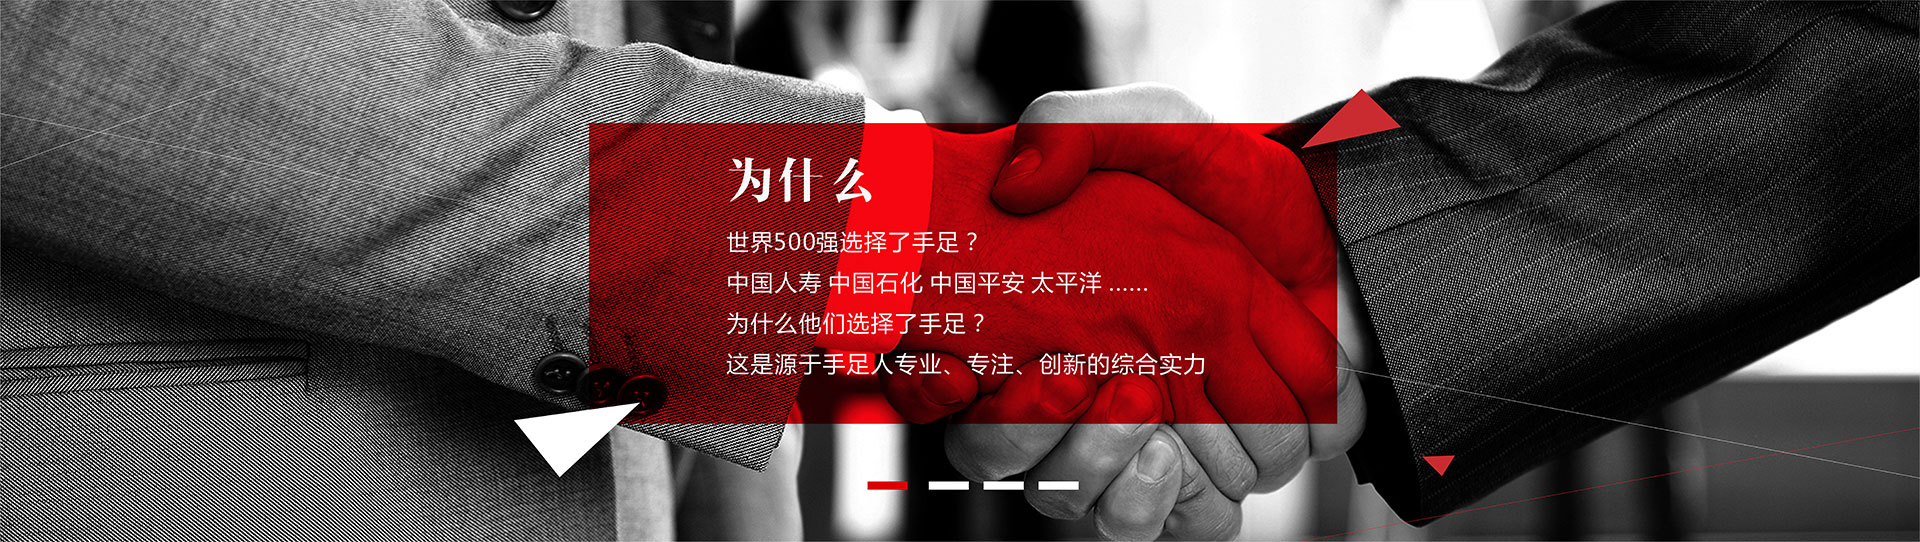 为什么
世界500强选择了手足？
中国人寿 中国石化 中国平安 太平洋 ......
为什么他们选择了手足？
这是源于手足人专业、专注、创新的综合实力